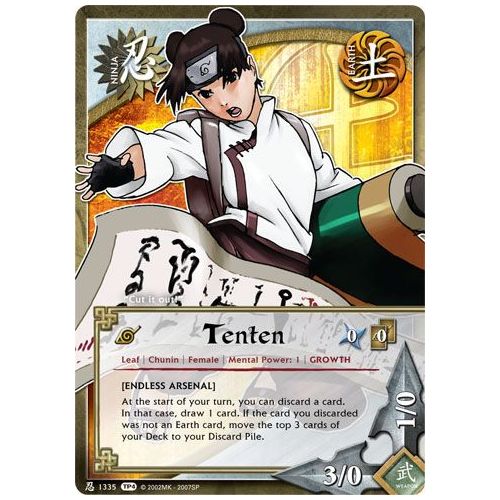 忍
NINJA
土
EARTH
Cut it out!
Tenten
0
0
Leaf | Chunin | Female | Mental Power: 1 | GROWTH
[ENDLESS ARSENAL]
At the start of your turn, you can discard a card.
In that case, draw 1 card. If the card you discarded
was not an Earth card, move the top 3 cards of
your Deck to your Discard Pile.
1/0
3/0
武
WEAPON
忍 1335 TP4 © 2002MK - 2007SP